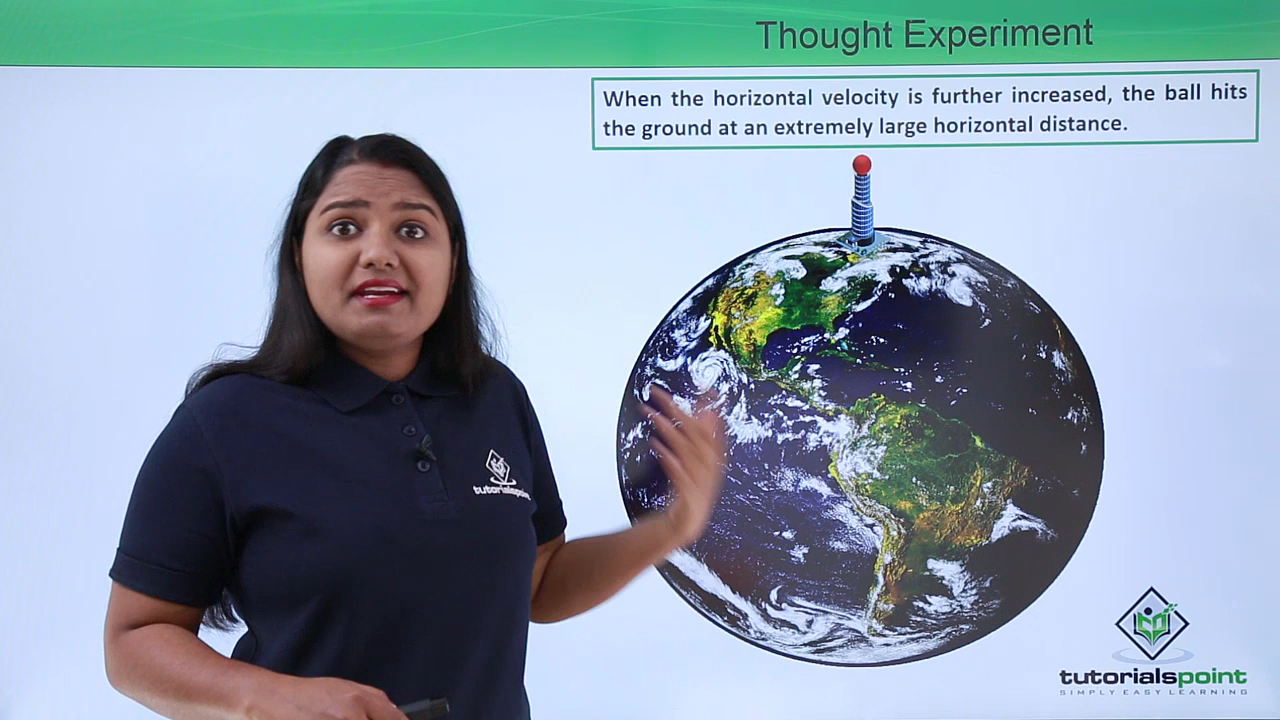 Thought Experiment
When the horizontal velocity is further increased, the ball hits
the ground at an extremely large horizontal distance.
tutorialspoint
tutorialspoint
SIMPLY EASY LEARNING